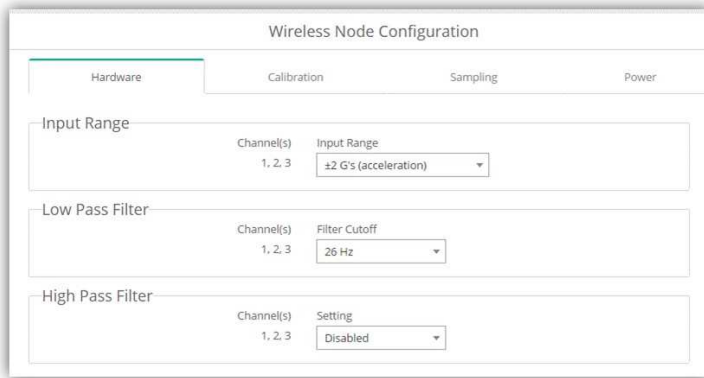 Wireless Node Configuration
Hardware Calibration Sampling Power
Input Range
Channel(s) Input Range
1, 2, 3 ±2 G's (acceleration)
Low Pass Filter
Channel(s) Filter Cutoff
1, 2, 3 26 Hz
High Pass Filter
Channel(s) Setting
1, 2, 3 Disabled